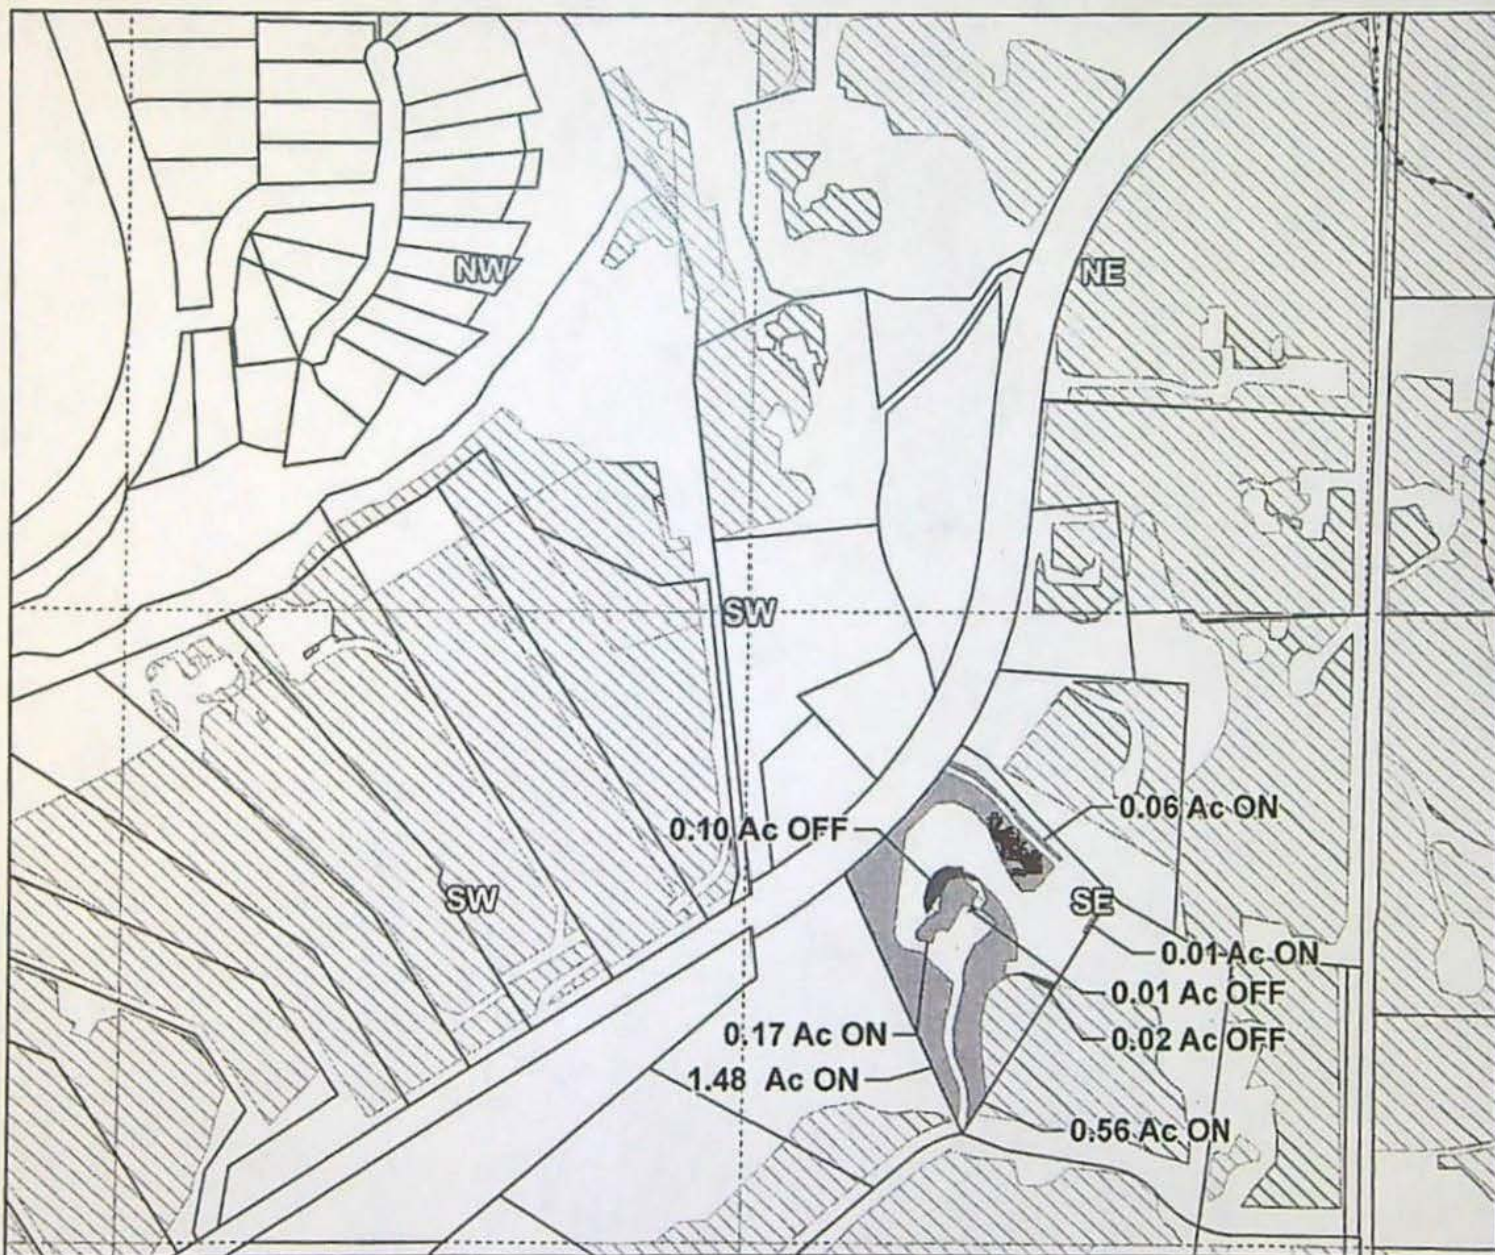 NW
NE
SW
0.06 Ac ON
0.10 Ac OFF
SW
SE
0.01 Ac ON
0.01 Ac OFF
0.17 Ac ON
0.02 Ac OFF
1.48 Ac ON
0.56 Ac ON